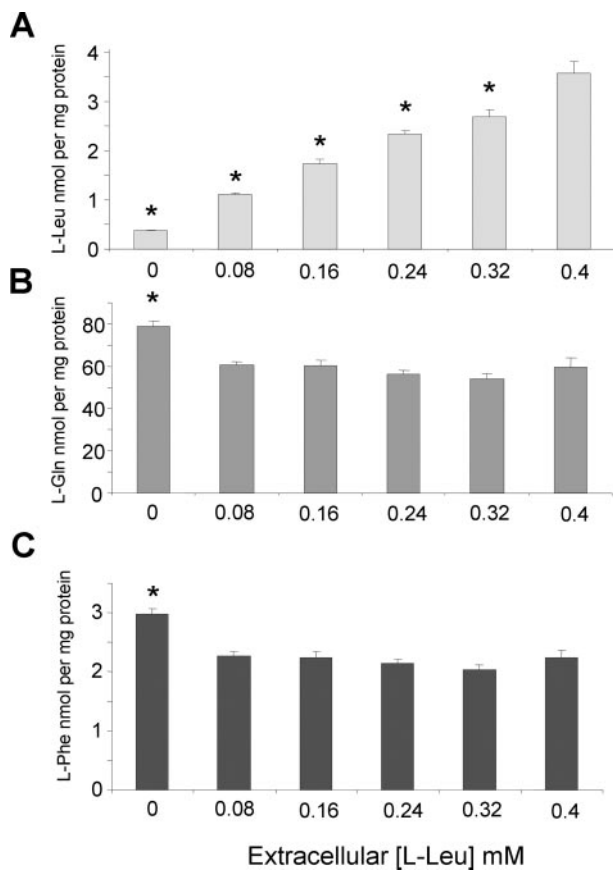 A
L-Leu nmol per mg protein
4
3
2
1
0
* * * * *
0 0.08 0.16 0.24 0.32 0.4
B
L-Gln nmol per mg protein
80
60
40
20
0
*
0 0.08 0.16 0.24 0.32 0.4
C
L-Phe nmol per mg protein
3
2
1
0
*
0 0.08 0.16 0.24 0.32 0.4
Extracellular [L-Leu] mM